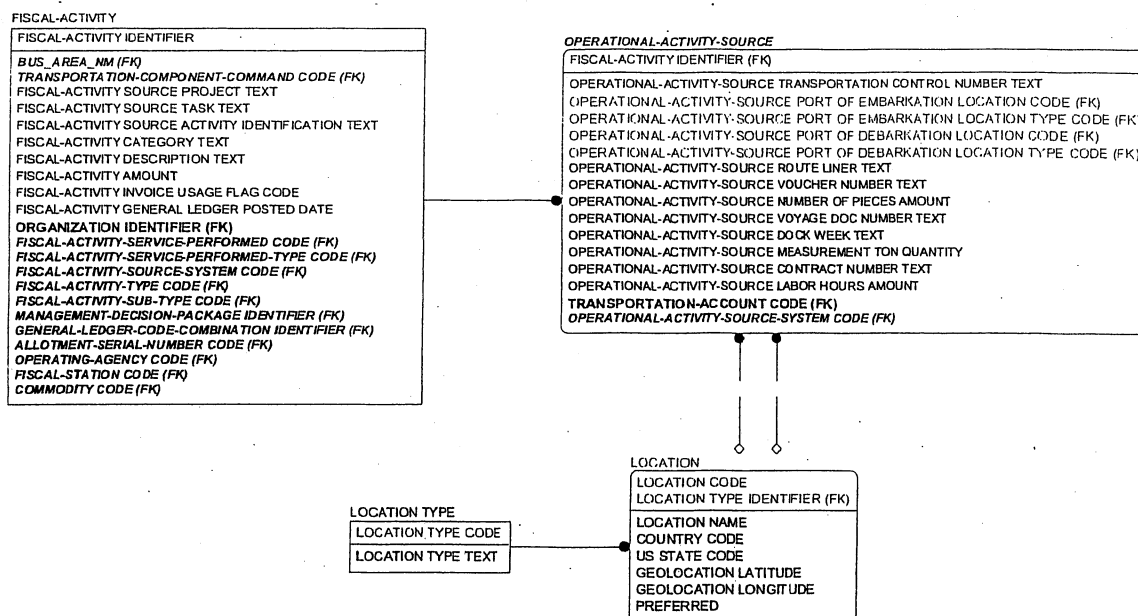 FISCAL-ACTIVITY
FISCAL-ACTIVITY IDENTIFIER
BUS_AREA_NM (FK)
TRANSPORTATION-COMPONENT-COMMAND CODE (FK)
FISCAL-ACTIVITY SOURCE PROJECT TEXT
FISCAL-ACTIVITY SOURCE TASK TEXT
FISCAL-ACTIVITY SOURCE ACTIVITY IDENTIFICATION TEXT
FISCAL-ACTIVITY CATEGORY TEXT
FISCAL-ACTIVITY DESCRIPTION TEXT
FISCAL-ACTIVITY AMOUNT
FISCAL-ACTIVITY INVOICE USAGE FLAG CODE
FISCAL-ACTIVITY GENERAL LEDGER POSTED DATE
ORGANIZATION IDENTIFIER (FK)
FISCAL-ACTIVITY-SERVICE-PERFORMED CODE (FK)
FISCAL-ACTIVITY-SERVICE-PERFORMED-TYPE CODE (FK)
FISCAL-ACTIVITY-SOURCE-SYSTEM CODE (FK)
FISCAL-ACTIVITY-TYPE CODE (FK)
FISCAL-ACTIVITY-SUB-TYPE CODE (FK)
MANAGEMENT-DECISION-PACKAGE IDENTIFIER (FK)
GENERAL-LEDGER-CODE-COMBINATION IDENTIFIER (FK)
ALLOTMENT-SERIAL-NUMBER CODE (FK)
OPERATING-AGENCY CODE (FK)
FISCAL-STATION CODE (FK)
COMMODITY CODE (FK)
OPERATIONAL-ACTIVITY-SOURCE
FISCAL-ACTIVITY IDENTIFIER (FK)
OPERATIONAL-ACTIVITY-SOURCE TRANSPORTATION CONTROL NUMBER TEXT
OPERATIONAL-ACTIVITY-SOURCE PORT OF EMBARKATION LOCATION CODE (FK)
OPERATIONAL-ACTIVITY-SOURCE PORT OF EMBARKATION LOCATION TYPE CODE (FK)
OPERATIONAL-ACTIVITY-SOURCE PORT OF DEBARKATION LOCATION CODE (FK)
OPERATIONAL-ACTIVITY-SOURCE PORT OF DEBARKATION LOCATION TYPE CODE (FK)
OPERATIONAL-ACTIVITY-SOURCE ROUTE LINER TEXT
OPERATIONAL-ACTIVITY-SOURCE VOUCHER NUMBER TEXT
OPERATIONAL-ACTIVITY-SOURCE NUMBER OF PIECES AMOUNT
OPERATIONAL-ACTIVITY-SOURCE VOYAGE DOC NUMBER TEXT
OPERATIONAL-ACTIVITY-SOURCE DOCK WEEK TEXT
OPERATIONAL-ACTIVITY-SOURCE MEASUREMENT TON QUANTITY
OPERATIONAL-ACTIVITY-SOURCE CONTRACT NUMBER TEXT
OPERATIONAL-ACTIVITY-SOURCE LABOR HOURS AMOUNT
TRANSPORTATION-ACCOUNT CODE (FK)
OPERATIONAL-ACTIVITY-SOURCE-SYSTEM CODE (FK)
LOCATION
LOCATION CODE
LOCATION TYPE IDENTIFIER (FK)
LOCATION NAME
COUNTRY CODE
US STATE CODE
GEOLOCATION LATITUDE
GEOLOCATION LONGITUDE
PREFERRED
LOCATION TYPE
LOCATION TYPE CODE
LOCATION TYPE TEXT